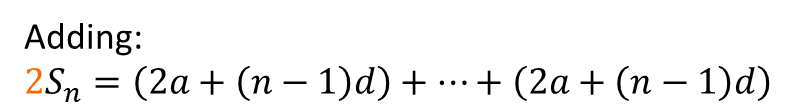 Adding:
2Sₙ = (2a + (n − 1)d) + ⋯ + (2a + (n − 1)d)